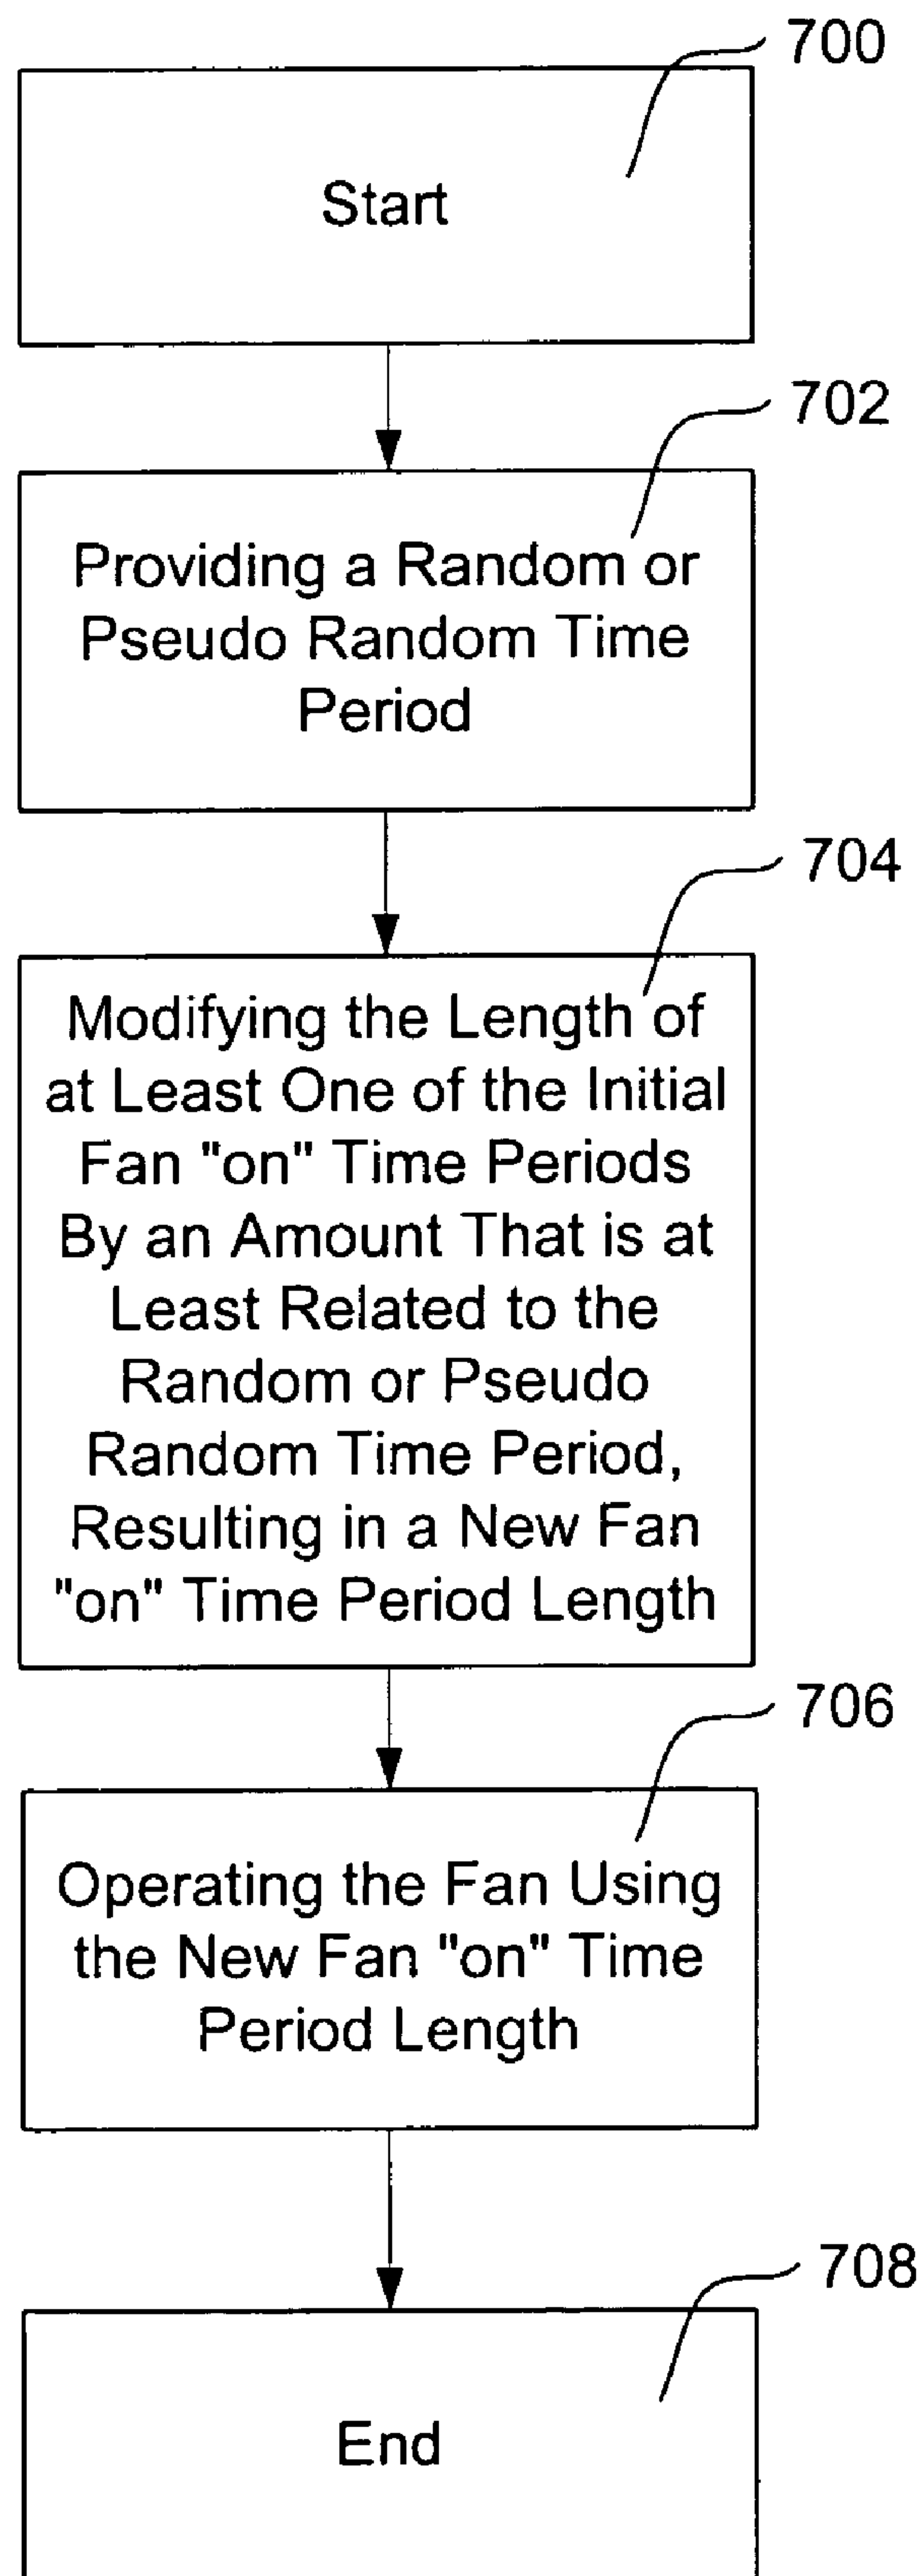 700
Start
702
Providing a Random or
Pseudo Random Time
Period
704
Modifying the Length of
at Least One of the Initial
Fan "on" Time Periods
By an Amount That is at
Least Related to the
Random or Pseudo
Random Time Period,
Resulting in a New Fan
"on" Time Period Length
706
Operating the Fan Using
the New Fan "on" Time
Period Length
708
End